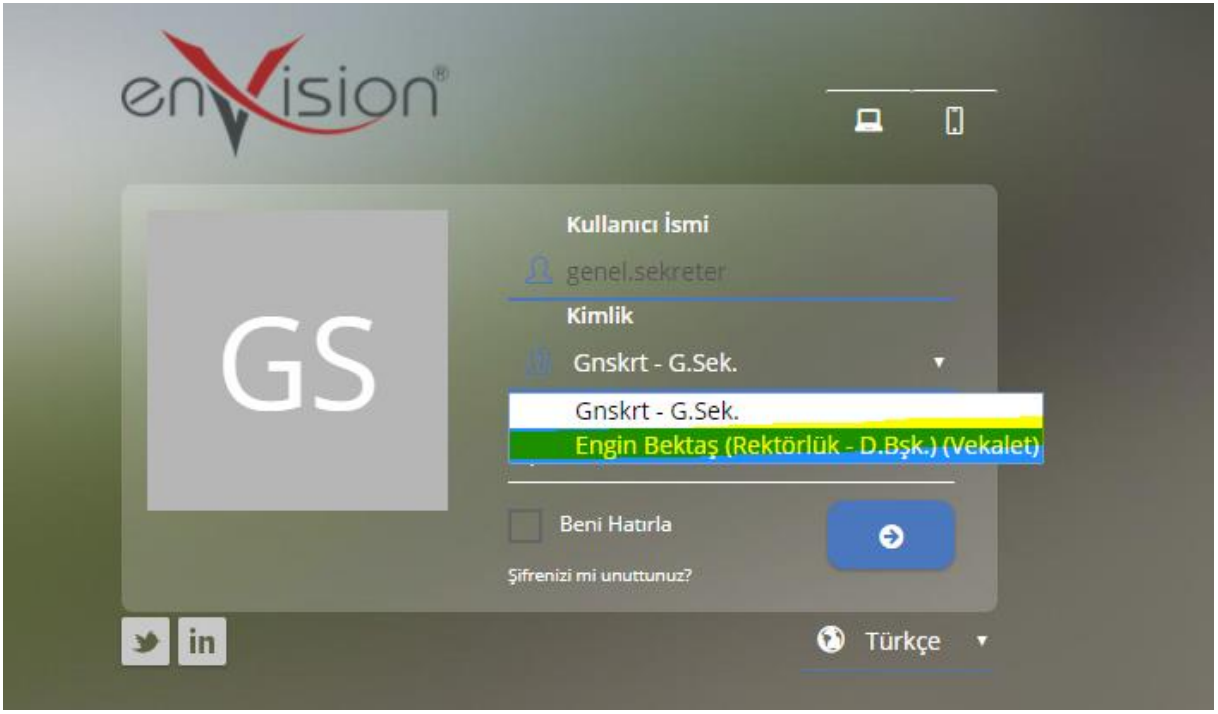 enVision®
Kullanıcı İsmi
genel.sekreter
GS
Kimlik
Gnskrt - G.Sek.
Gnskrt - G.Sek.
Engin Bektaş (Rektörlük - D.Bşk.) (Vekalet)
Beni Hatırla
Şifrenizi mi unuttunuz?
in
Türkçe